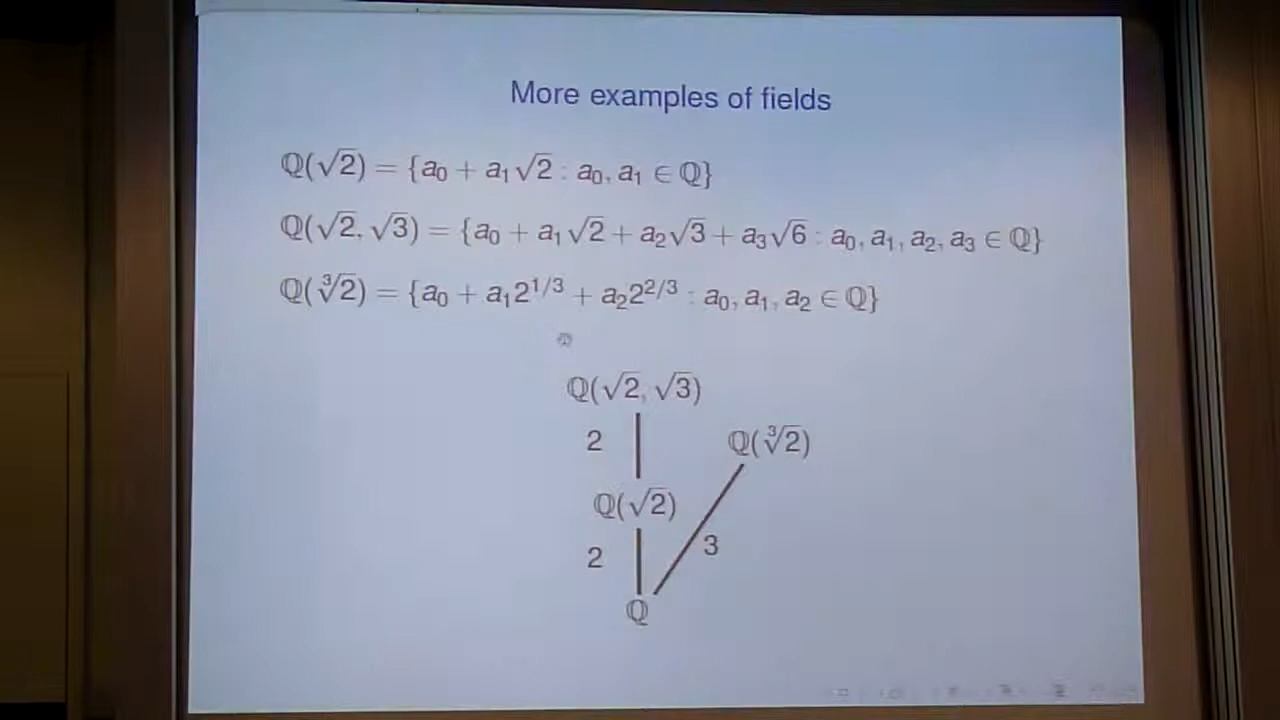 More examples of fields
ℚ(√2) = {a₀ + a₁√2 : a₀, a₁ ∈ ℚ}
ℚ(√2, √3) = {a₀ + a₁√2 + a₂√3 + a₃√6 : a₀, a₁, a₂, a₃ ∈ ℚ}
ℚ(∛2) = {a₀ + a₁2^{1/3} + a₂2^{2/3} : a₀, a₁, a₂ ∈ ℚ}
ℚ(√2, √3)
2
ℚ(∛2)
ℚ(√2)
3
2
ℚ